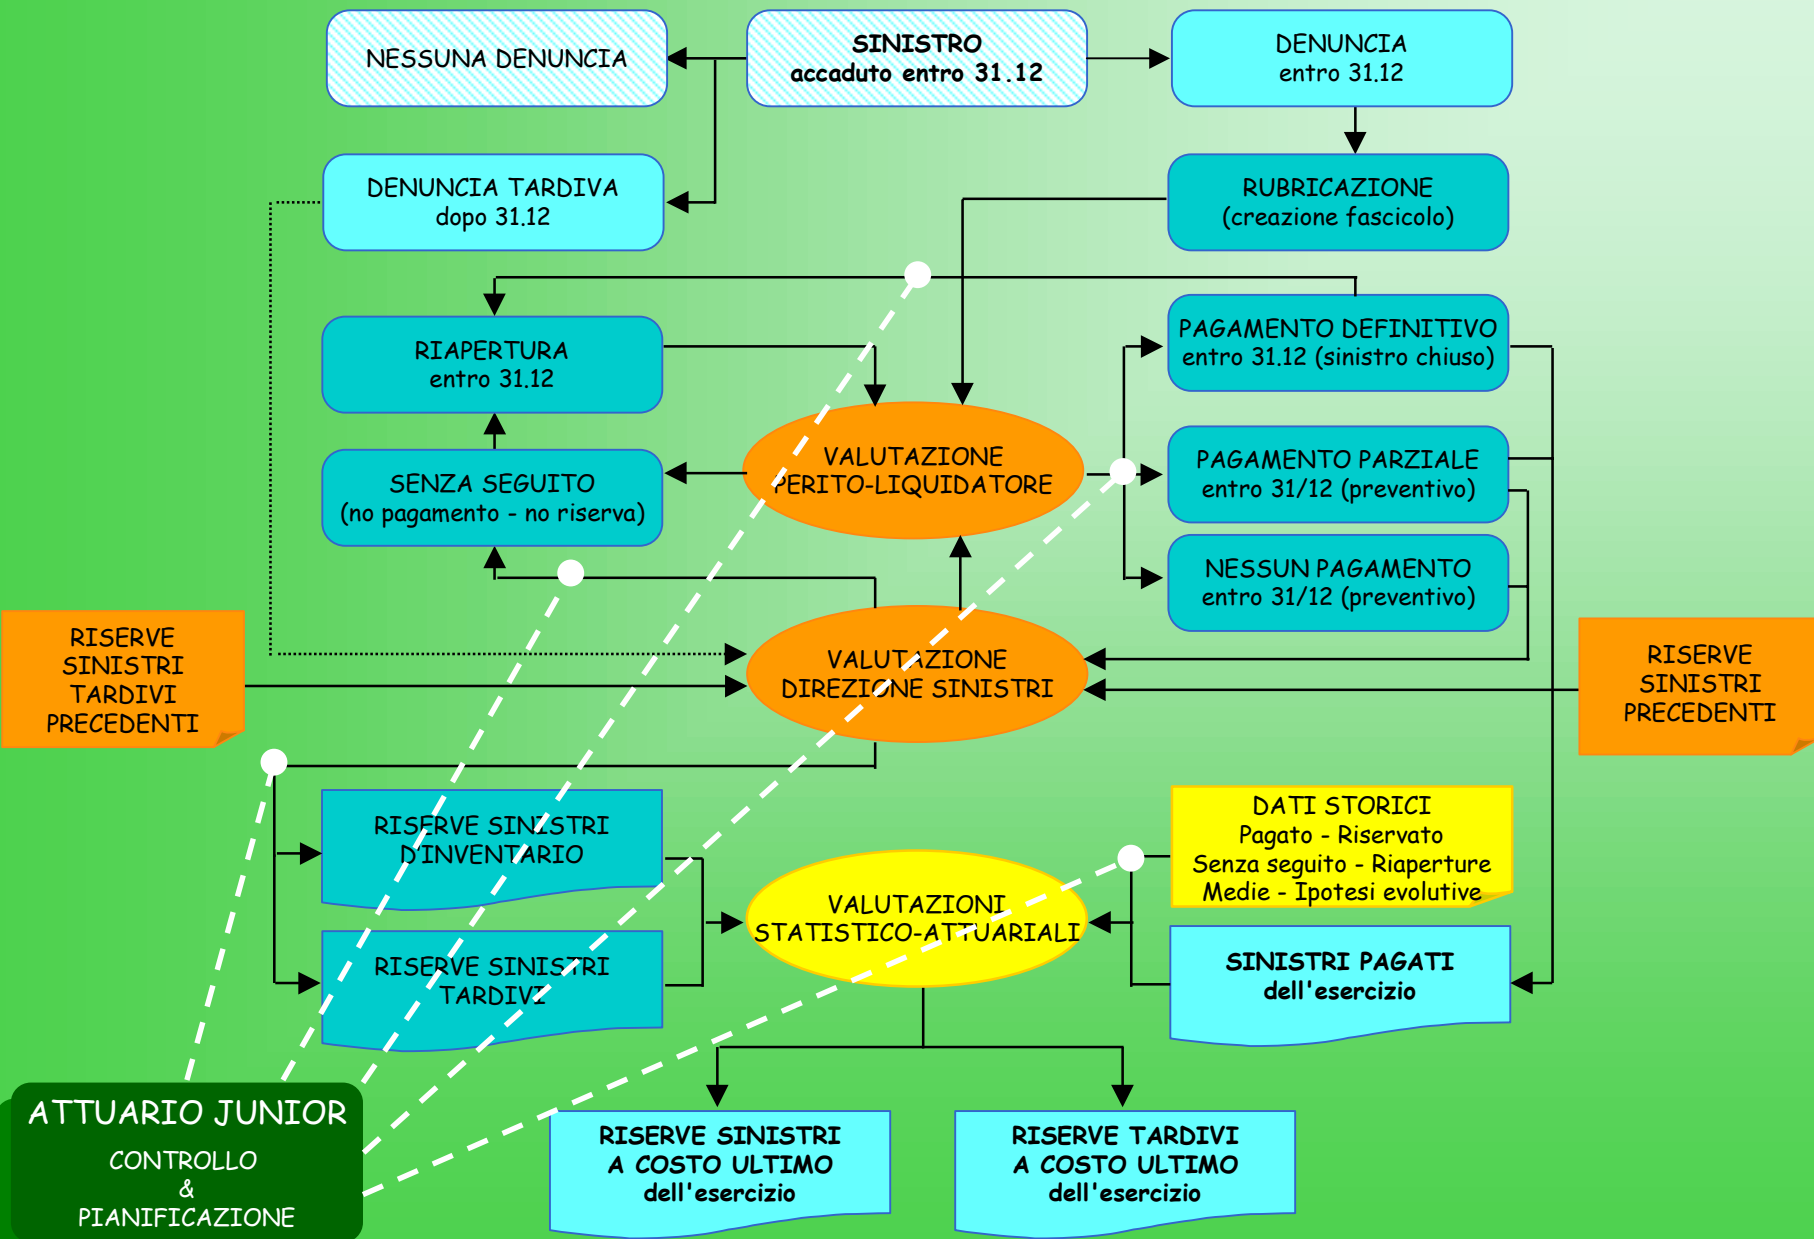 NESSUNA DENUNCIA
SINISTRO
accaduto entro 31.12
DENUNCIA
entro 31.12
DENUNCIA TARDIVA
dopo 31.12
RUBRICAZIONE
(creazione fascicolo)
RIAPERTURA
entro 31.12
PAGAMENTO DEFINITIVO
entro 31.12 (sinistro chiuso)
SENZA SEGUITO
(no pagamento - no riserva)
VALUTAZIONE
PERITO-LIQUIDATORE
PAGAMENTO PARZIALE
entro 31/12 (preventivo)
NESSUN PAGAMENTO
entro 31/12 (preventivo)
RISERVE
SINISTRI
TARDIVI
PRECEDENTI
VALUTAZIONE
DIREZIONE SINISTRI
RISERVE
SINISTRI
PRECEDENTI
RISERVE SINISTRI
D'INVENTARIO
DATI STORICI
Pagato - Riservato
Senza seguito - Riaperture
Medie - Ipotesi evolutive
VALUTAZIONI
STATISTICO-ATTUARIALI
RISERVE SINISTRI
TARDIVI
SINISTRI PAGATI
dell'esercizio
ATTUARIO JUNIOR
CONTROLLO
&
PIANIFICAZIONE
RISERVE SINISTRI
A COSTO ULTIMO
dell'esercizio
RISERVE TARDIVI
A COSTO ULTIMO
dell'esercizio